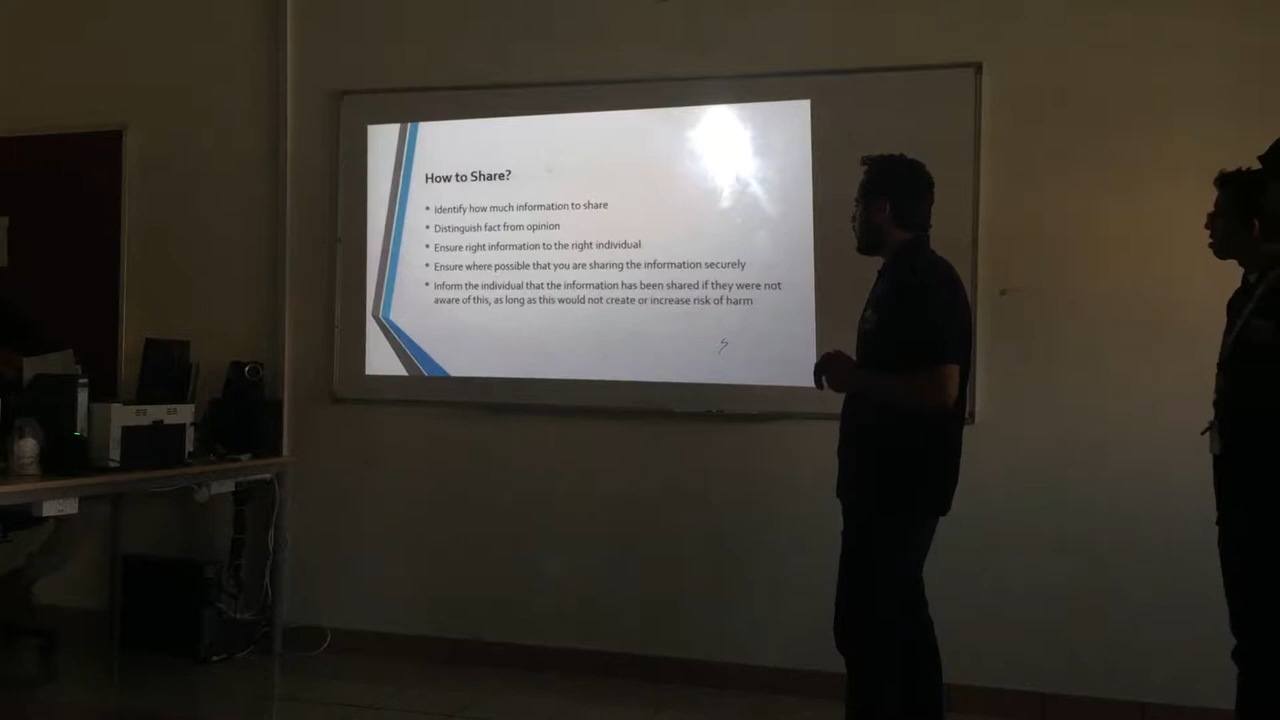 How to Share?
* Identify how much information to share
* Distinguish fact from opinion
* Ensure right information to the right individual
* Ensure where possible that you are sharing the information securely
* Inform the individual that the information has been shared if they were not
aware of this, as long as this would not create or increase risk of harm